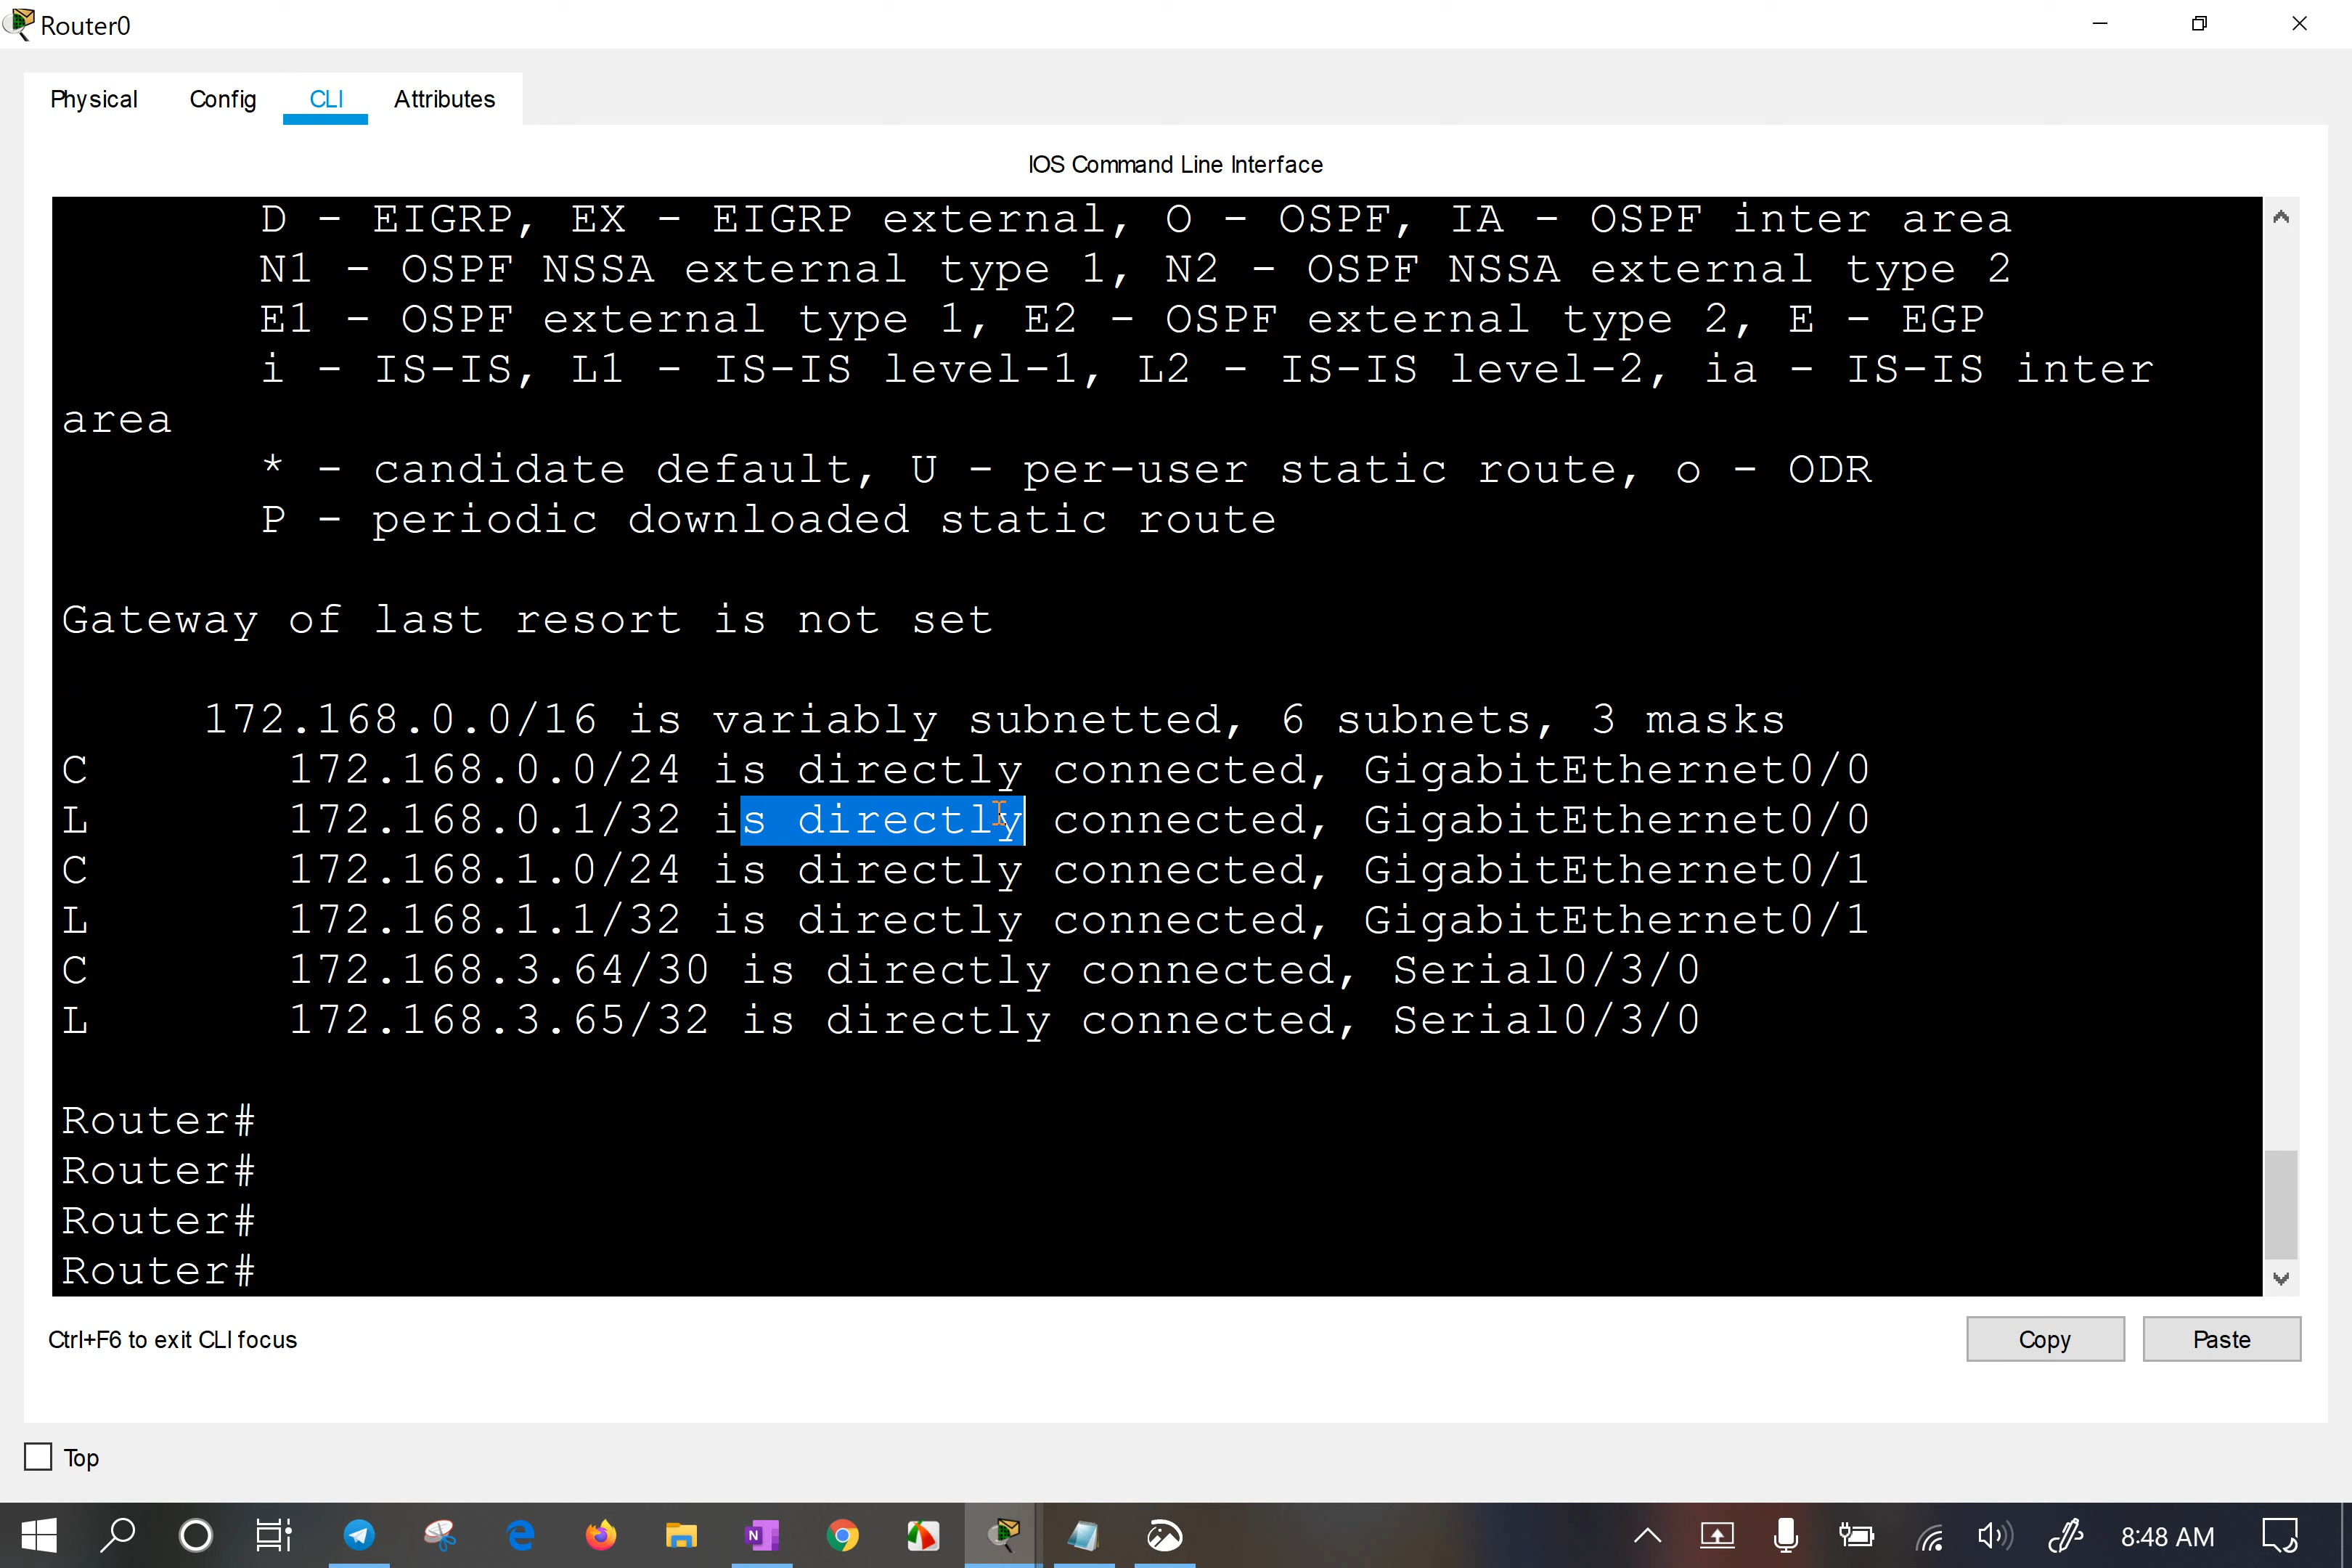 Router0
Physical Config CLI Attributes
IOS Command Line Interface
D - EIGRP, EX - EIGRP external, O - OSPF, IA - OSPF inter area
N1 - OSPF NSSA external type 1, N2 - OSPF NSSA external type 2
E1 - OSPF external type 1, E2 - OSPF external type 2, E - EGP
i - IS-IS, L1 - IS-IS level-1, L2 - IS-IS level-2, ia - IS-IS inter
area
* - candidate default, U - per-user static route, o - ODR
P - periodic downloaded static route
Gateway of last resort is not set
172.168.0.0/16 is variably subnetted, 6 subnets, 3 masks
C 172.168.0.0/24 is directly connected, GigabitEthernet0/0
L 172.168.0.1/32 is directly connected, GigabitEthernet0/0
C 172.168.1.0/24 is directly connected, GigabitEthernet0/1
L 172.168.1.1/32 is directly connected, GigabitEthernet0/1
C 172.168.3.64/30 is directly connected, Serial0/3/0
L 172.168.3.65/32 is directly connected, Serial0/3/0
Router#
Router#
Router#
Router#
Ctrl+F6 to exit CLI focus
Copy Paste
Top
8:48 AM